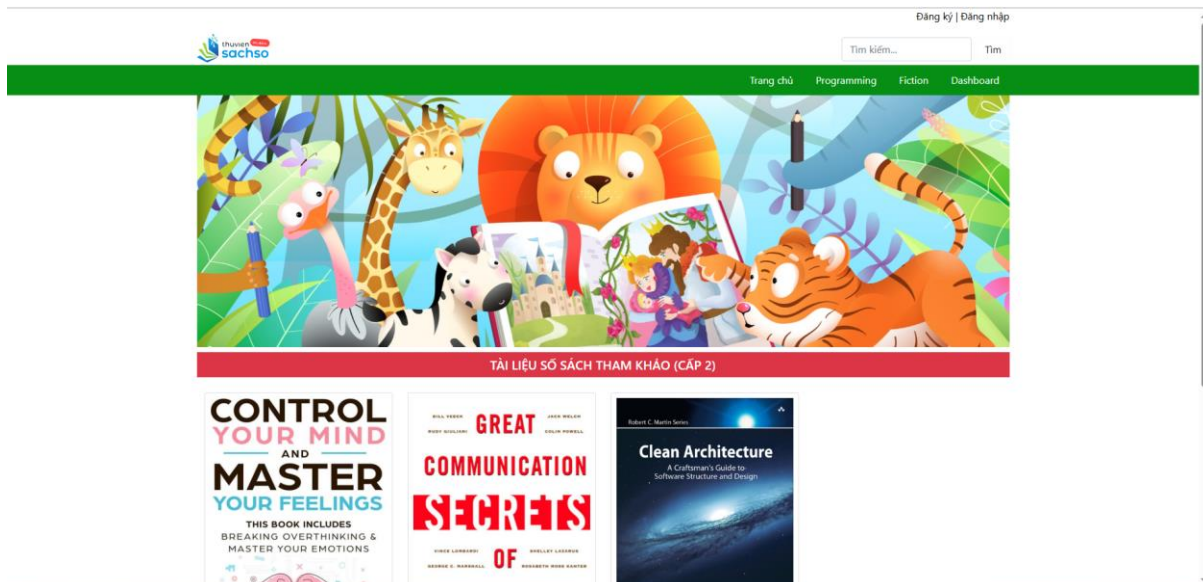 Đăng ký | Đăng nhập
thuvien
sachso
Tìm kiếm...
Tìm
Trang chủ Programming Fiction Dashboard
TÀI LIỆU SỐ SÁCH THAM KHẢO (CẤP 2)
CONTROL
YOUR MIND
AND
MASTER
YOUR FEELINGS
THIS BOOK INCLUDES
BREAKING OVERTHINKING &
MASTER YOUR EMOTIONS
BILL VEECK JACK WELCH
RUDY GIULIANI GREAT COLIN POWELL
COMMUNICATION
SECRETS
VINCE LOMBARDI SHELLEY LAZARUS
GEORGE C. MARSHALL OF ROSABETH MOSS KANTER
Robert C. Martin Series
Clean Architecture
A Craftsman's Guide to
Software Structure and Design